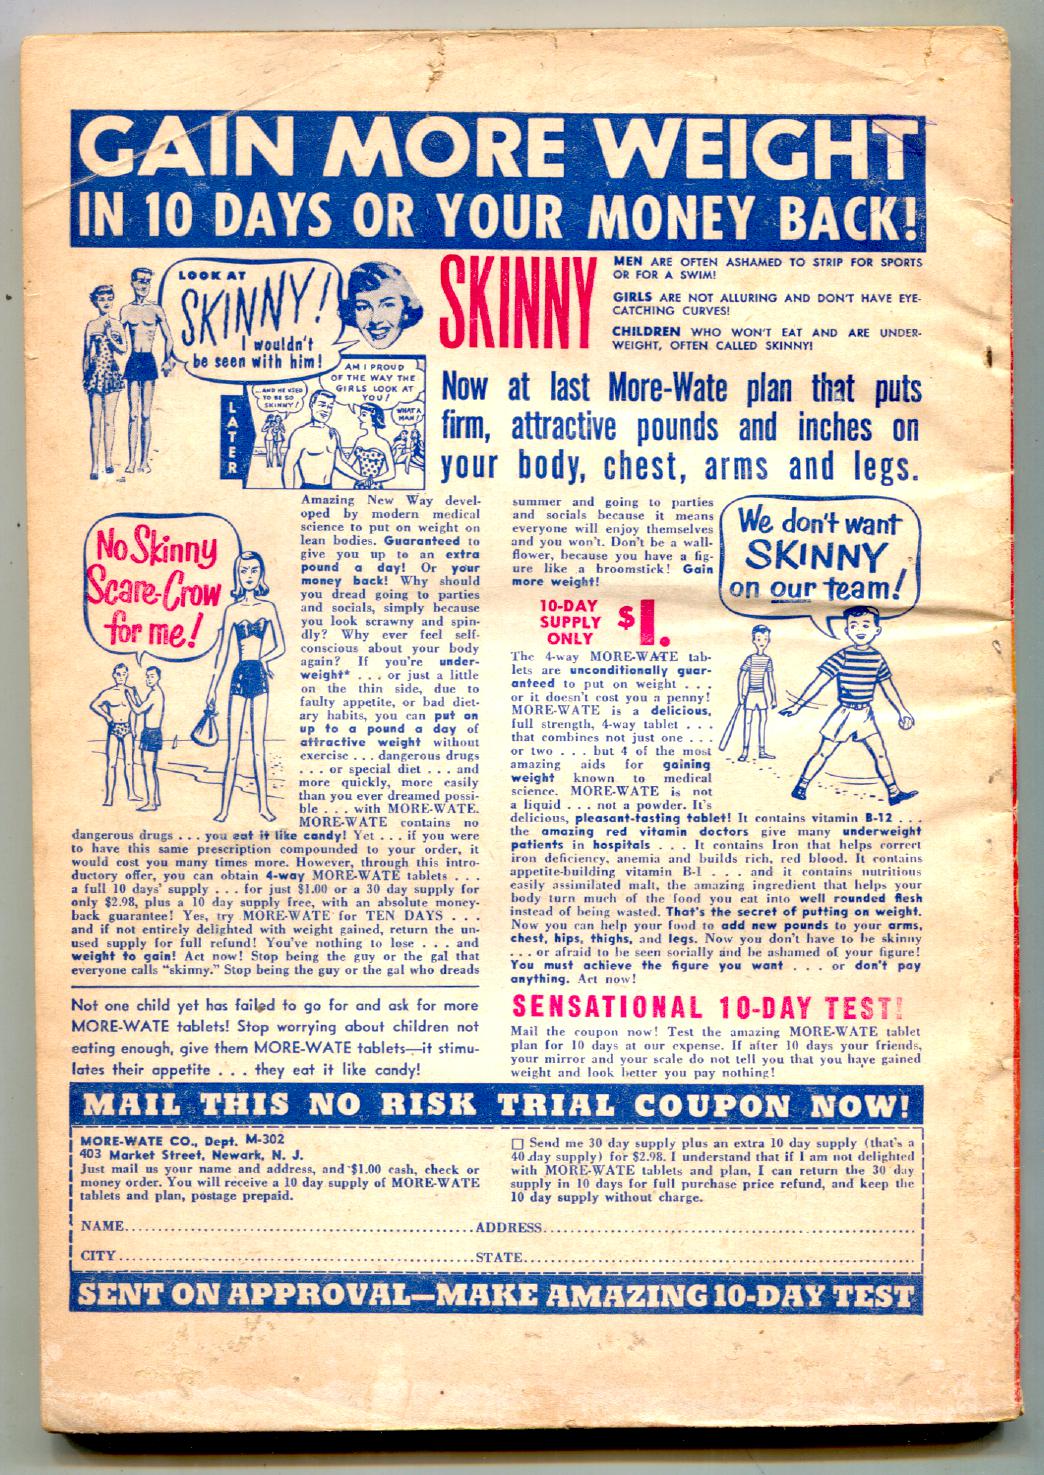 GAIN MORE WEIGHT
IN 10 DAYS OR YOUR MONEY BACK!
LOOK AT
SKINNY!
I wouldn't
be seen with him!
LATER
...AND HE USED
TO BE SO
SKINNY!
AM I PROUD
OF THE WAY THE
GIRLS LOOK AT
YOU!
WHAT A
MAN!
SKINNY
MEN ARE OFTEN ASHAMED TO STRIP FOR SPORTS
OR FOR A SWIM!
GIRLS ARE NOT ALLURING AND DON'T HAVE EYE-
CATCHING CURVES!
CHILDREN WHO WON'T EAT AND ARE UNDER-
WEIGHT, OFTEN CALLED SKINNY!
Now at last More-Wate plan that puts
firm, attractive pounds and inches on
your body, chest, arms and legs.
No Skinny
Scare-Crow
for me!
Amazing New Way devel-
oped by modern medical
science to put on weight on
lean bodies. Guaranteed to
give you up to an extra
pound a day! Or your
money back! Why should
you dread going to parties
and socials, simply because
you look scrawny and spin-
dly? Why ever feel self-
conscious about your body
again? If you're under-
weight* . . . or just a little
on the thin side, due to
faulty appetite, or bad diet-
ary habits, you can put on
up to a pound a day of
attractive weight without
exercise . . . dangerous drugs
. . . or special diet . . . and
more quickly, more easily
than you ever dreamed possi-
ble . . . with MORE-WATE.
MORE-WATE contains no
dangerous drugs . . . you eat it like candy! Yet . . . if you were
to have this same prescription compounded to your order, it
would cost you many times more. However, through this intro-
ductory offer, you can obtain 4-way MORE-WATE tablets . . .
a full 10 days' supply . . . for just $1.00 or a 30 day supply for
only $2.98, plus a 10 day supply free, with an absolute money-
back guarantee! Yes, try MORE-WATE for TEN DAYS . . .
and if not entirely delighted with weight gained, return the un-
used supply for full refund! You've nothing to lose . . . and
weight to gain! Act now! Stop being the guy or the gal that
everyone calls "skinny." Stop being the guy or the gal who dreads
Not one child yet has failed to go for and ask for more
MORE-WATE tablets! Stop worrying about children not
eating enough, give them MORE-WATE tablets—it stimu-
lates their appetite . . . they eat it like candy!
summer and going to parties
and socials because it means
everyone will enjoy themselves
and you won't. Don't be a wall-
flower, because you have a fig-
ure like a broomstick! Gain
more weight!
10-DAY
SUPPLY
ONLY
$1.
We don't want
SKINNY
on our team!
The 4-way MORE-WATE tab-
lets are unconditionally guar-
anteed to put on weight . . .
or it doesn't cost you a penny!
MORE-WATE is a delicious,
full strength, 4-way tablet . . .
that combines not just one . . .
or two . . . but 4 of the most
amazing aids for gaining
weight known to medical
science. MORE-WATE is not
a liquid . . . not a powder. It's
delicious, pleasant-tasting tablet! It contains vitamin B-12 . . .
the amazing red vitamin doctors give many underweight
patients in hospitals . . . It contains Iron that helps correct
iron deficiency, anemia and builds rich, red blood. It contains
appetite-building vitamin B-1 . . . and it contains nutritious
easily assimilated malt, the amazing ingredient that helps your
body turn much of the food you eat into well rounded flesh
instead of being wasted. That's the secret of putting on weight.
Now you can help your food to add new pounds to your arms,
chest, hips, thighs, and legs. Now you don't have to be skinny
. . . or afraid to be seen socially and be ashamed of your figure!
You must achieve the figure you want . . . or don't pay
anything. Act now!
SENSATIONAL 10-DAY TEST!
Mail the coupon now! Test the amazing MORE-WATE tablet
plan for 10 days at our expense. If after 10 days your friends,
your mirror and your scale do not tell you that you have gained
weight and look better you pay nothing!
MAIL THIS NO RISK TRIAL COUPON NOW!
MORE-WATE CO., Dept. M-302
403 Market Street, Newark, N. J.
Just mail us your name and address, and $1.00 cash, check or
money order. You will receive a 10 day supply of MORE-WATE
tablets and plan, postage prepaid.
Send me 30 day supply plus an extra 10 day supply (that's a
40 day supply) for $2.98. I understand that if I am not delighted
with MORE-WATE tablets and plan, I can return the 30 day
supply in 10 days for full purchase price refund, and keep the
10 day supply without charge.
NAME ADDRESS
CITY STATE
SENT ON APPROVAL—MAKE AMAZING 10-DAY TEST